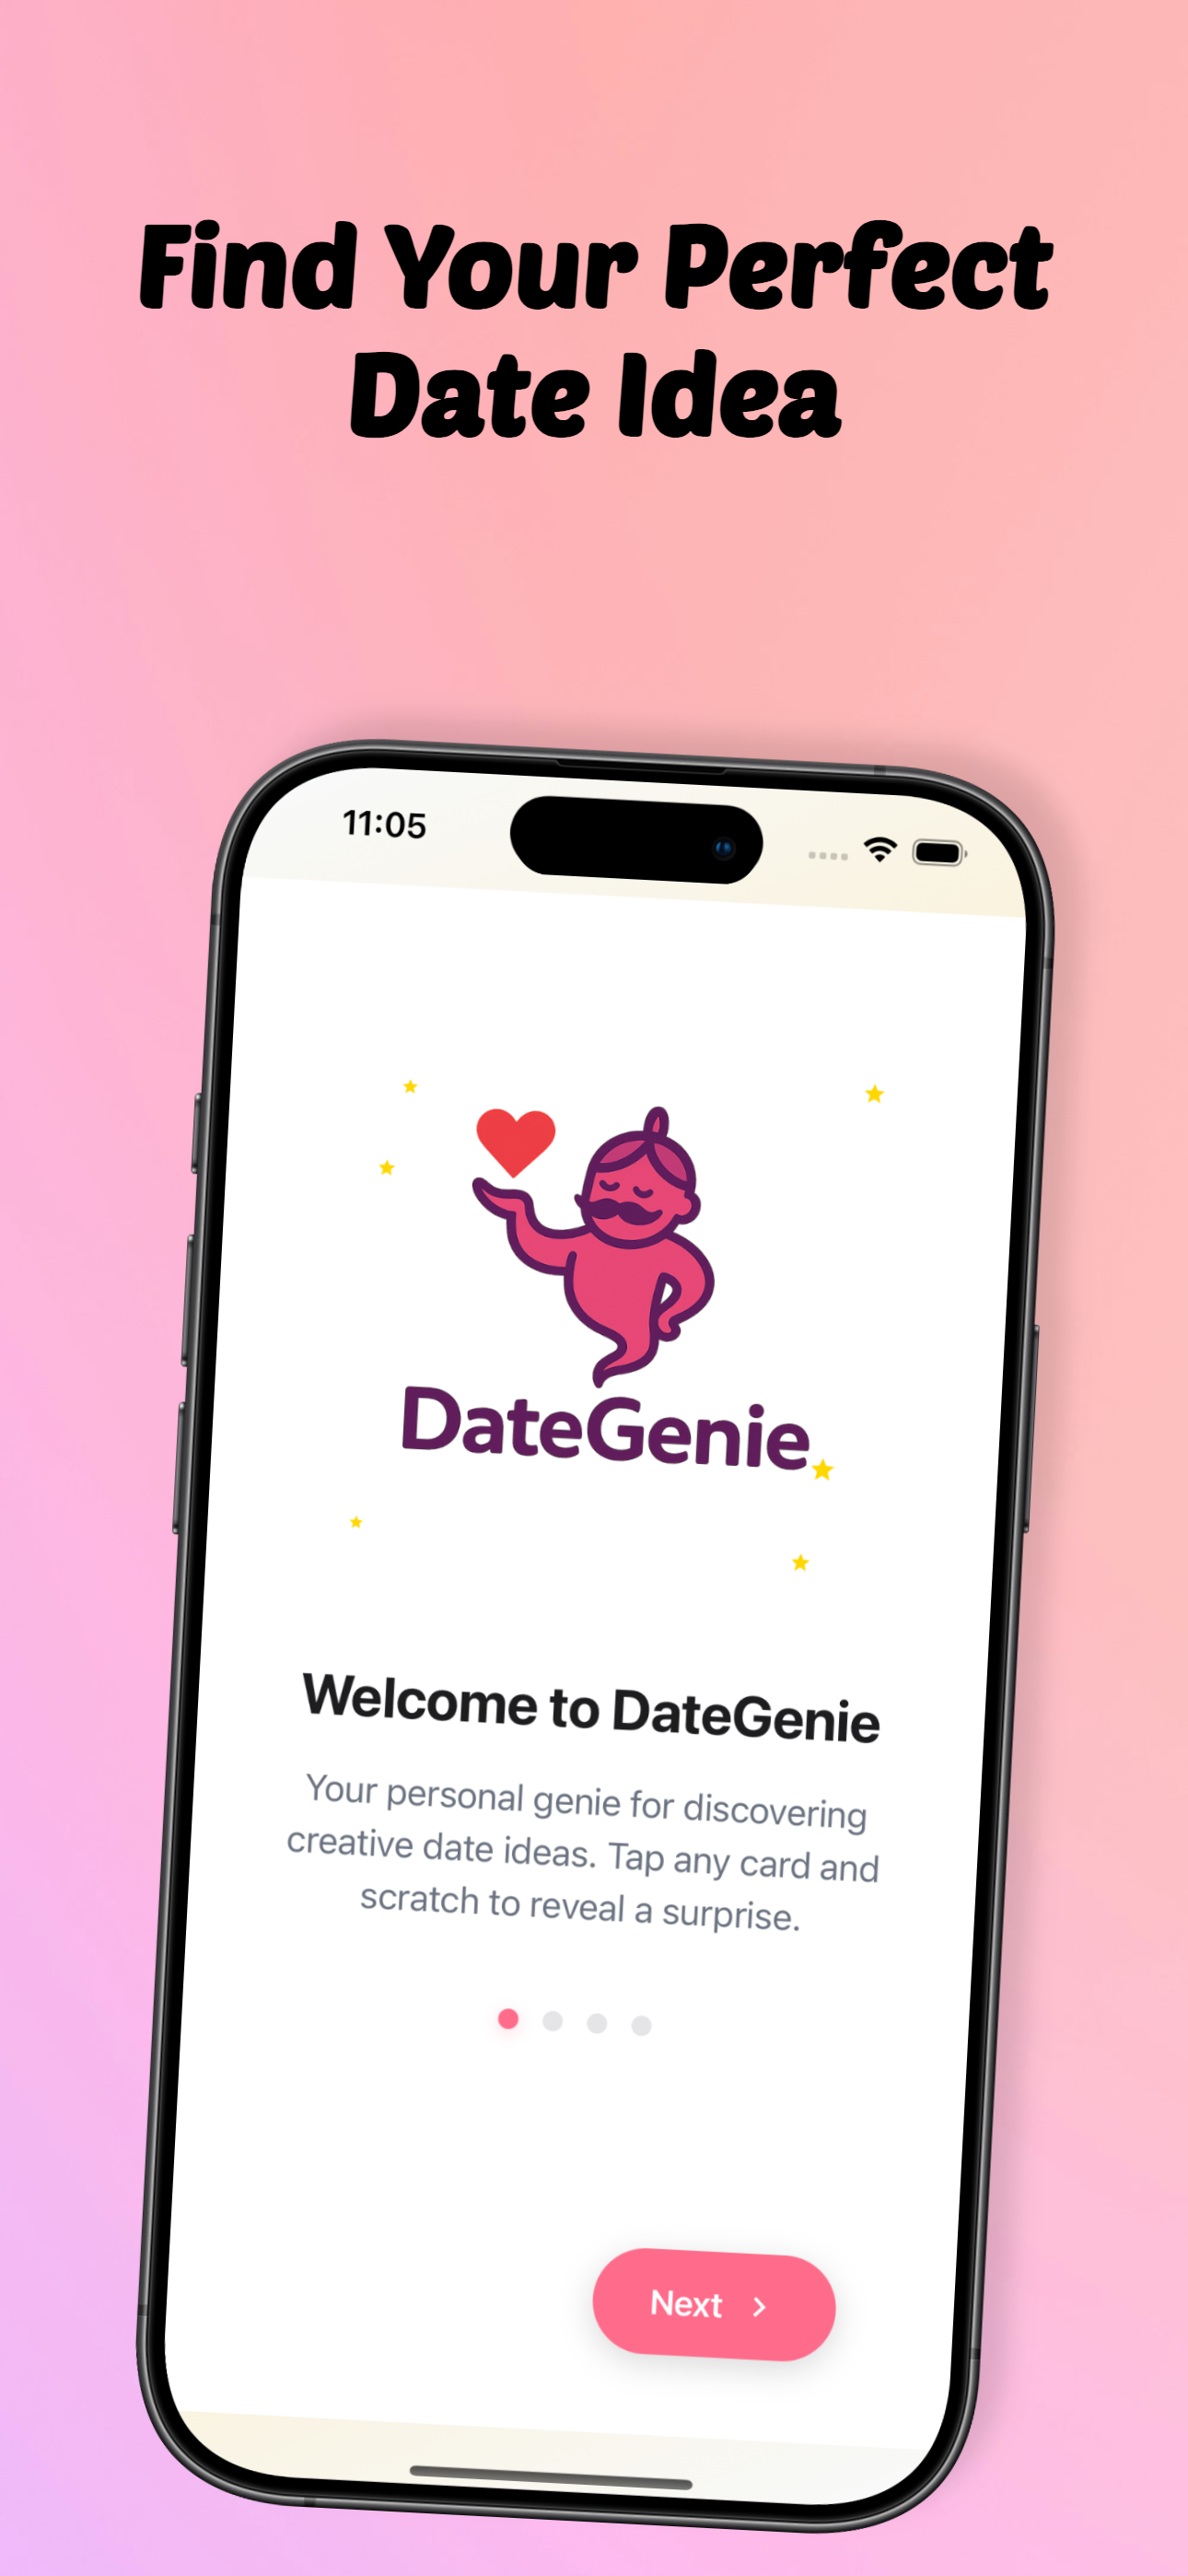 Find Your Perfect
Date Idea
11:05
DateGenie
Welcome to DateGenie
Your personal genie for discovering
creative date ideas. Tap any card and
scratch to reveal a surprise.
Next